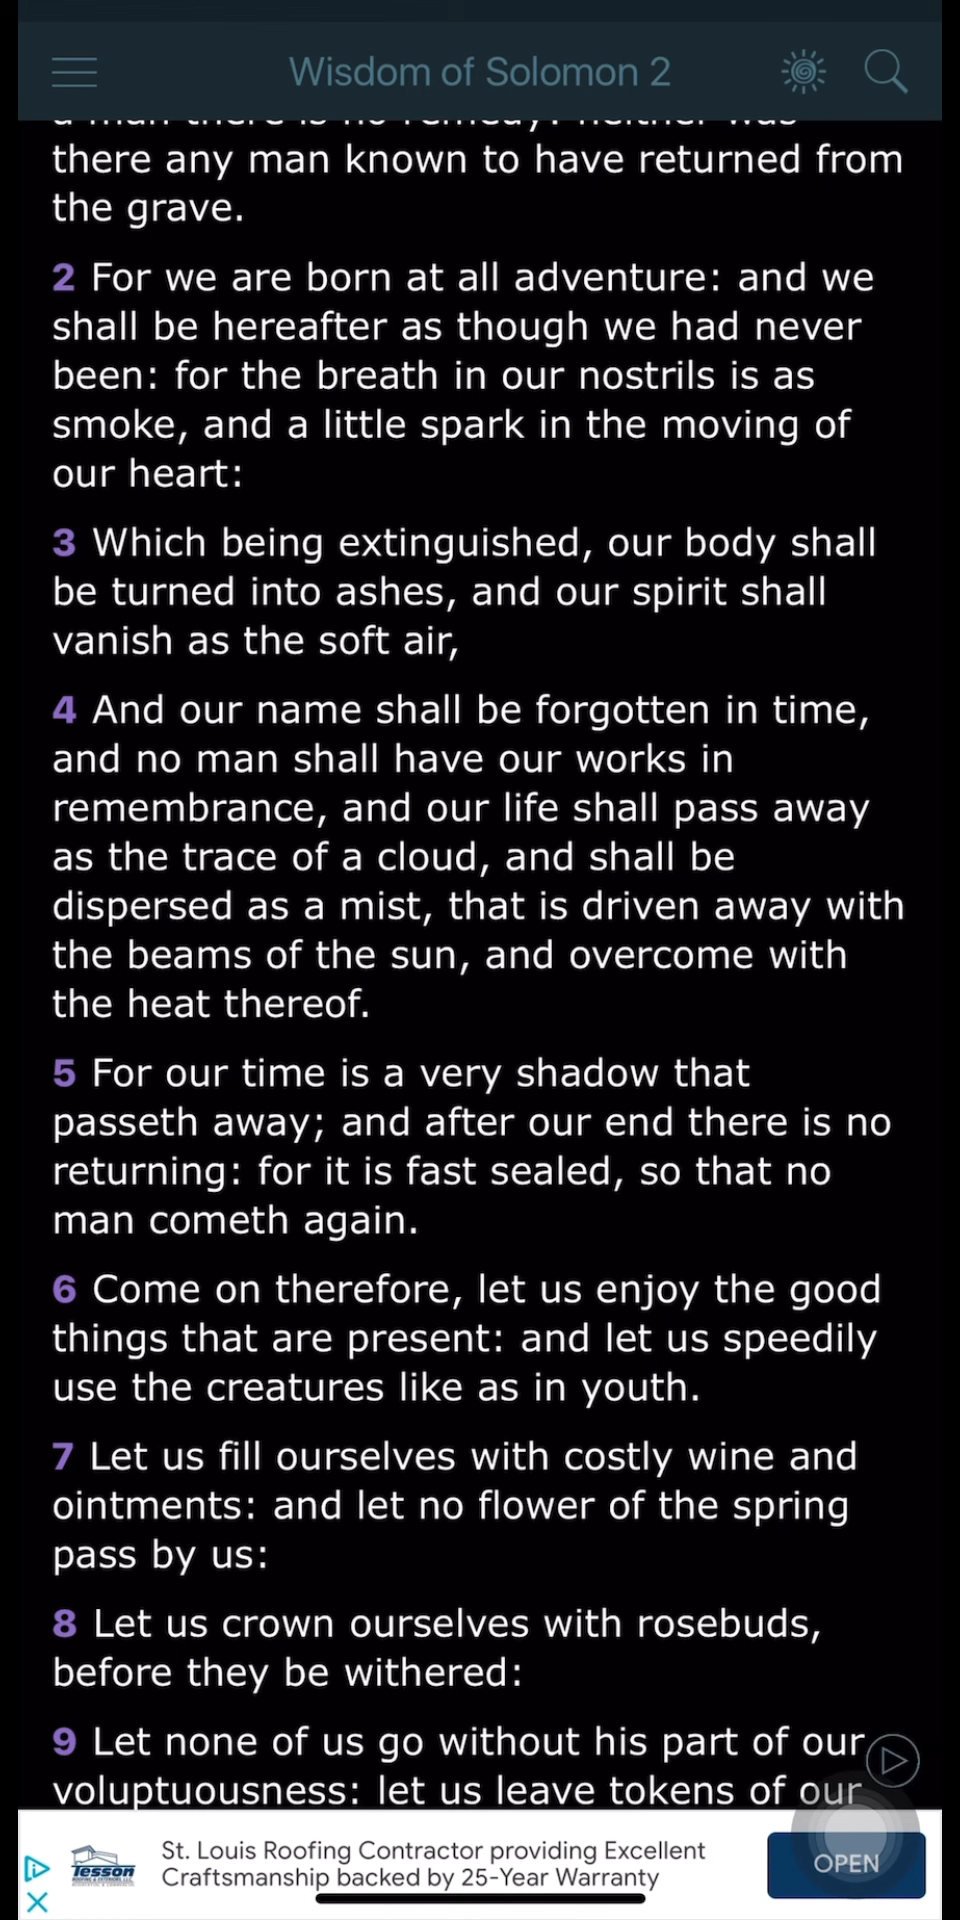 Wisdom of Solomon 2
a man there is no remedy: neither was
there any man known to have returned from
the grave.
2 For we are born at all adventure: and we
shall be hereafter as though we had never
been: for the breath in our nostrils is as
smoke, and a little spark in the moving of
our heart:
3 Which being extinguished, our body shall
be turned into ashes, and our spirit shall
vanish as the soft air,
4 And our name shall be forgotten in time,
and no man shall have our works in
remembrance, and our life shall pass away
as the trace of a cloud, and shall be
dispersed as a mist, that is driven away with
the beams of the sun, and overcome with
the heat thereof.
5 For our time is a very shadow that
passeth away; and after our end there is no
returning: for it is fast sealed, so that no
man cometh again.
6 Come on therefore, let us enjoy the good
things that are present: and let us speedily
use the creatures like as in youth.
7 Let us fill ourselves with costly wine and
ointments: and let no flower of the spring
pass by us:
8 Let us crown ourselves with rosebuds,
before they be withered:
9 Let none of us go without his part of our
voluptuousness: let us leave tokens of our
St. Louis Roofing Contractor providing Excellent
Craftsmanship backed by 25-Year Warranty
Tesson
OPEN